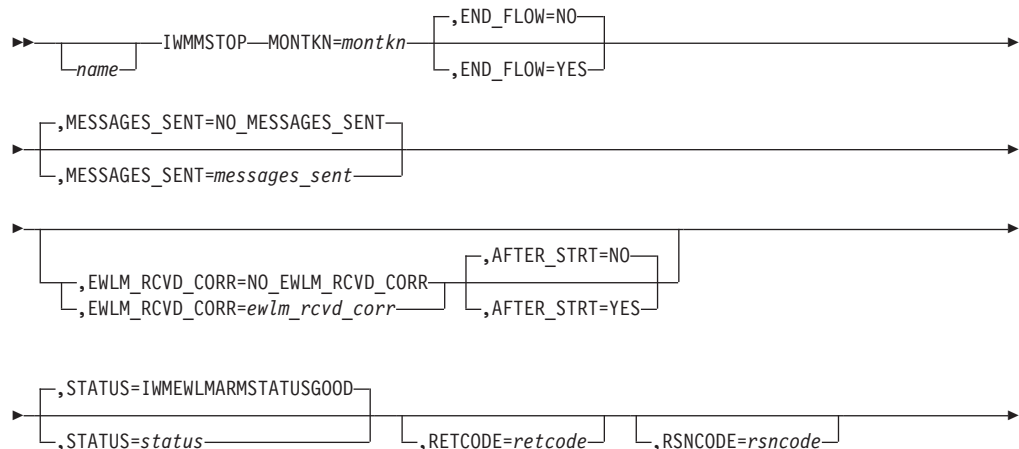 ,END_FLOW=NO
IWMMSTOP MONTKN=montkn
name ,END_FLOW=YES
,MESSAGES_SENT=NO_MESSAGES_SENT
,MESSAGES_SENT=messages_sent
,AFTER_STRT=NO
,EWLM_RCVD_CORR=NO_EWLM_RCVD_CORR
,EWLM_RCVD_CORR=ewlm_rcvd_corr ,AFTER_STRT=YES
,STATUS=IWMEWLMARMSTATUSGOOD
,STATUS=status ,RETCODE=retcode ,RSNCODE=rsncode